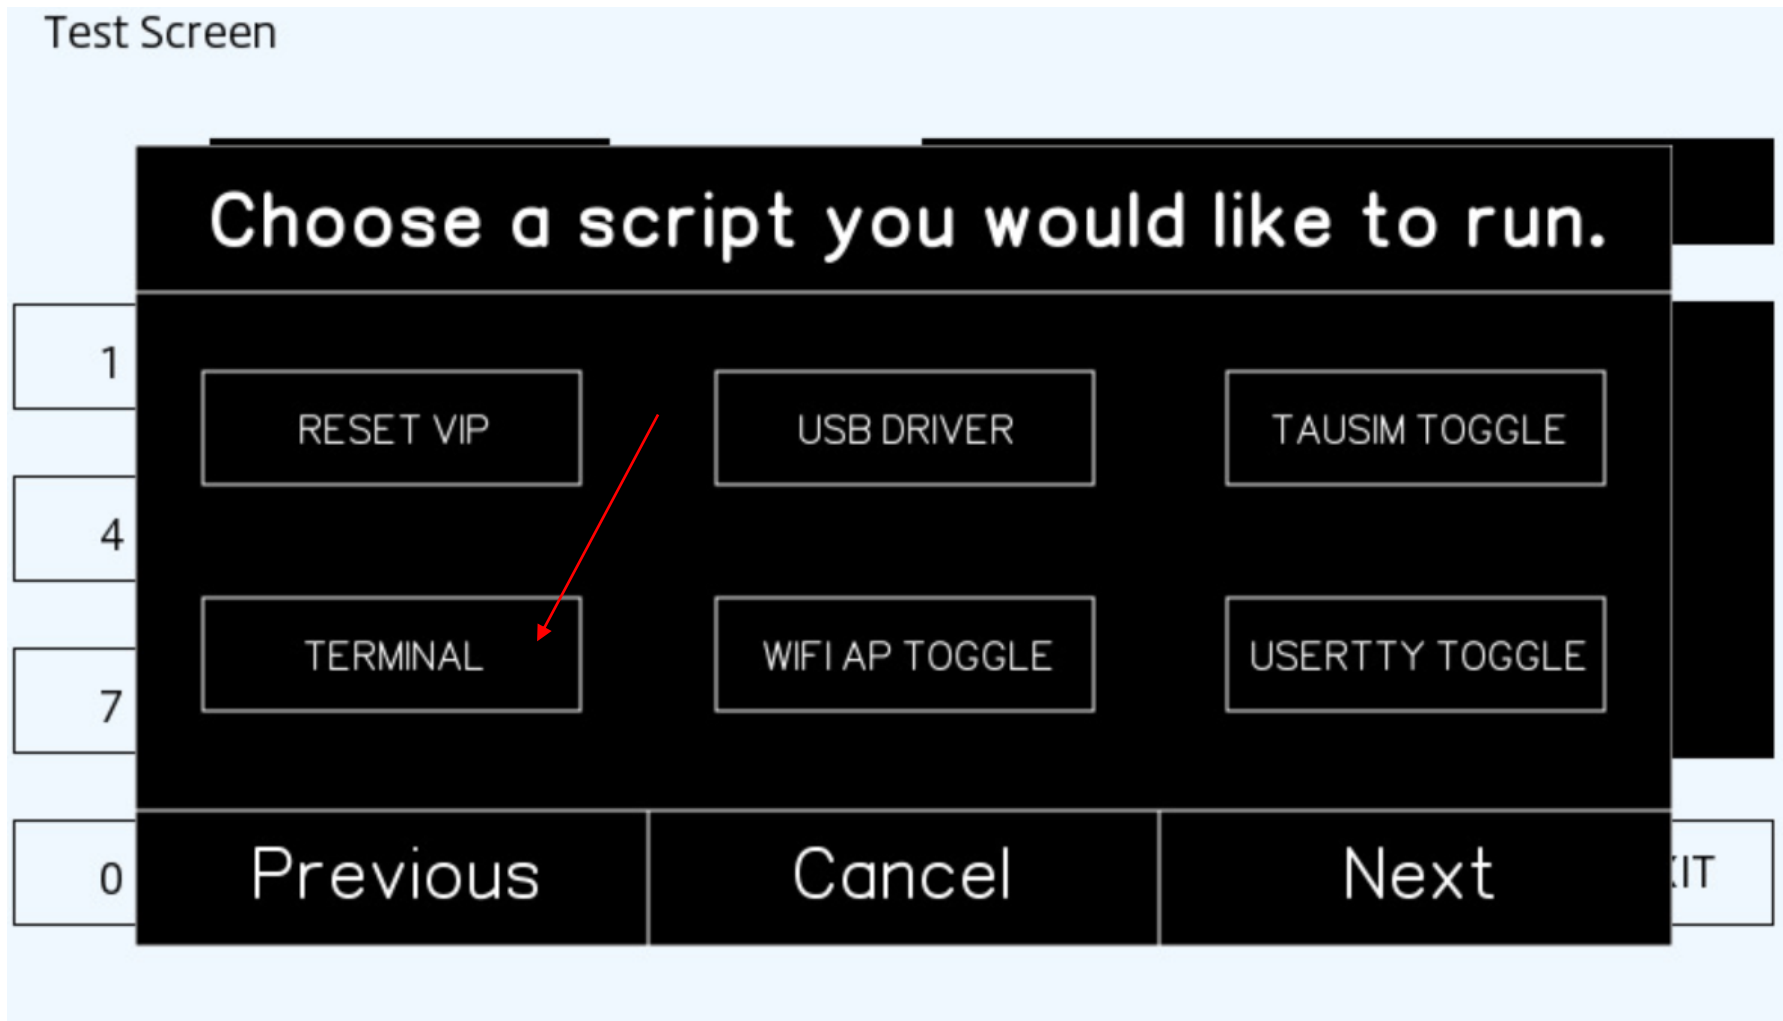 Test Screen
Choose a script you would like to run.
1
RESET VIP
USB DRIVER
TAUSIM TOGGLE
4
TERMINAL
WIFI AP TOGGLE
USERTTY TOGGLE
7
Previous
Cancel
Next
0